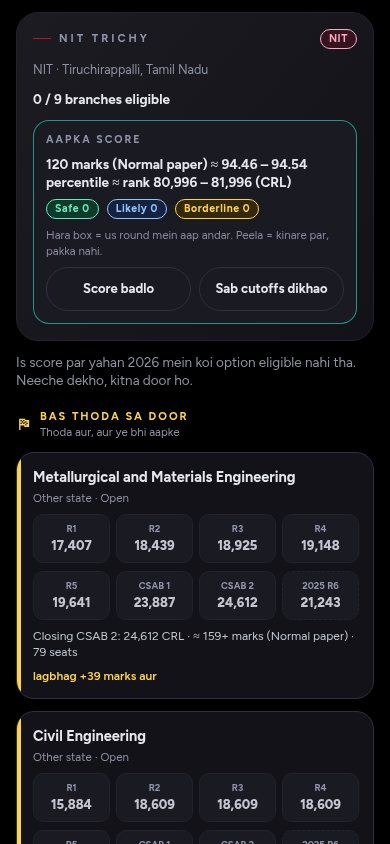 NIT TRICHY
NIT
NIT · Tiruchirappalli, Tamil Nadu
0 / 9 branches eligible
AAPKA SCORE
120 marks (Normal paper) ≈ 94.46 – 94.54
percentile ≈ rank 80,996 – 81,996 (CRL)
Safe 0 Likely 0 Borderline 0
Hara box = us round mein aap andar. Peela = kinare par,
pakka nahi.
Score badlo Sab cutoffs dikhao
Is score par yahan 2026 mein koi option eligible nahi tha.
Neeche dekho, kitna door ho.
BAS THODA SA DOOR
Thoda aur, aur ye bhi aapke
Metallurgical and Materials Engineering
Other state · Open
R1 R2 R3 R4
17,407 18,439 18,925 19,148
R5 CSAB 1 CSAB 2 2025 R6
19,641 23,887 24,612 21,243
Closing CSAB 2: 24,612 CRL · ≈ 159+ marks (Normal paper) ·
79 seats
lagbhag +39 marks aur
Civil Engineering
Other state · Open
R1 R2 R3 R4
15,884 18,609 18,609 18,609
R5 CSAB 1 CSAB 2 2025 R6